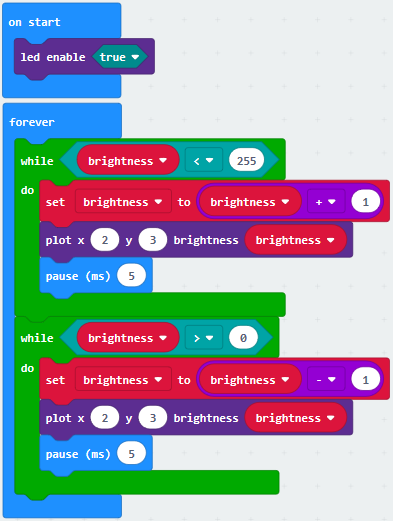 on start
led enable true
forever
while brightness < 255
do
set brightness to brightness + 1
plot x 2 y 3 brightness brightness
pause (ms) 5
while brightness > 0
do
set brightness to brightness - 1
plot x 2 y 3 brightness brightness
pause (ms) 5